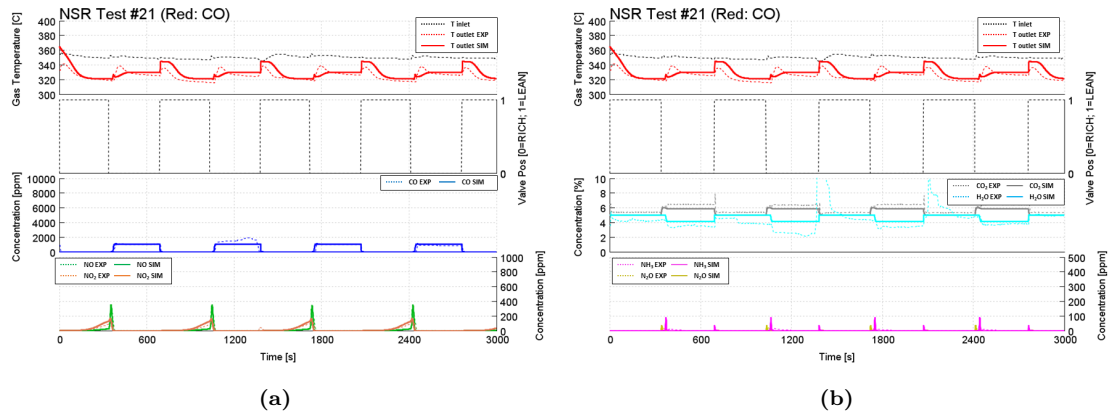 NSR Test #21 (Red: CO)
Gas Temperature [C]
400
380
360
340
320
300
T inlet
T outlet EXP
T outlet SIM
Valve Pos [0=RICH; 1=LEAN]
1
0
Concentration [ppm]
10000
8000
6000
4000
2000
0
CO EXP CO SIM
NO EXP NO SIM
NO₂ EXP NO₂ SIM
1000
800
600
400
200
0
Concentration [ppm]
0 600 1200 1800 2400 3000
Time [s]
(a)
NSR Test #21 (Red: CO)
Gas Temperature [C]
400
380
360
340
320
300
T inlet
T outlet EXP
T outlet SIM
Valve Pos [0=RICH; 1=LEAN]
1
0
Concentration [%]
10
8
6
4
2
0
CO₂ EXP CO₂ SIM
H₂O EXP H₂O SIM
NH₃ EXP NH₃ SIM
N₂O EXP N₂O SIM
500
400
300
200
100
0
Concentration [ppm]
0 600 1200 1800 2400 3000
Time [s]
(b)